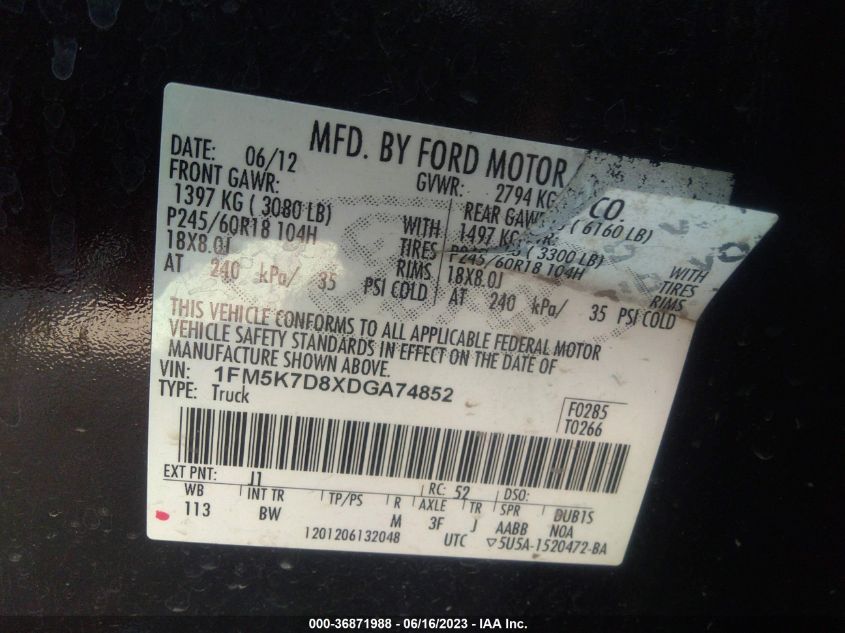 MFD. BY FORD MOTOR CO.
DATE: 06/12 GVWR: 2794 KG ( 6160 LB)
FRONT GAWR: REAR GAWR:
1397 KG ( 3080 LB) 1497 KG ( 3300 LB)
P245/60R18 104H WITH P245/60R18 104H WITH
18X8.0J TIRES 18X8.0J TIRES
RIMS RIMS
AT 240 kPa/ 35 PSI COLD AT 240 kPa/ 35 PSI COLD
THIS VEHICLE CONFORMS TO ALL APPLICABLE FEDERAL MOTOR
VEHICLE SAFETY STANDARDS IN EFFECT ON THE DATE OF
MANUFACTURE SHOWN ABOVE.
VIN: 1FM5K7D8XDGA74852
TYPE: Truck
F0285
T0266
EXT PNT: J1 RC: 52 DSO:
WB INT TR TP/PS R AXLE TR SPR DUB1S
113 BW M 3F J AABB NOA
1201206132048 UTC ▽5U5A-1520472-BA
000-36871988 - 06/16/2023 - IAA Inc.